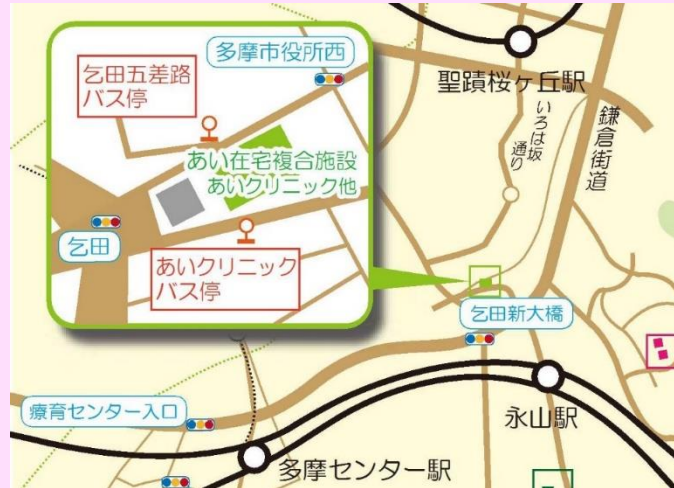 多摩市役所西
乞田五差路
バス停
あい在宅複合施設
あいクリニック他
乞田
あいクリニック
バス停
聖蹟桜ヶ丘駅
いろは坂
通り
鎌倉街道
乞田新大橋
永山駅
療育センター入口
多摩センター駅